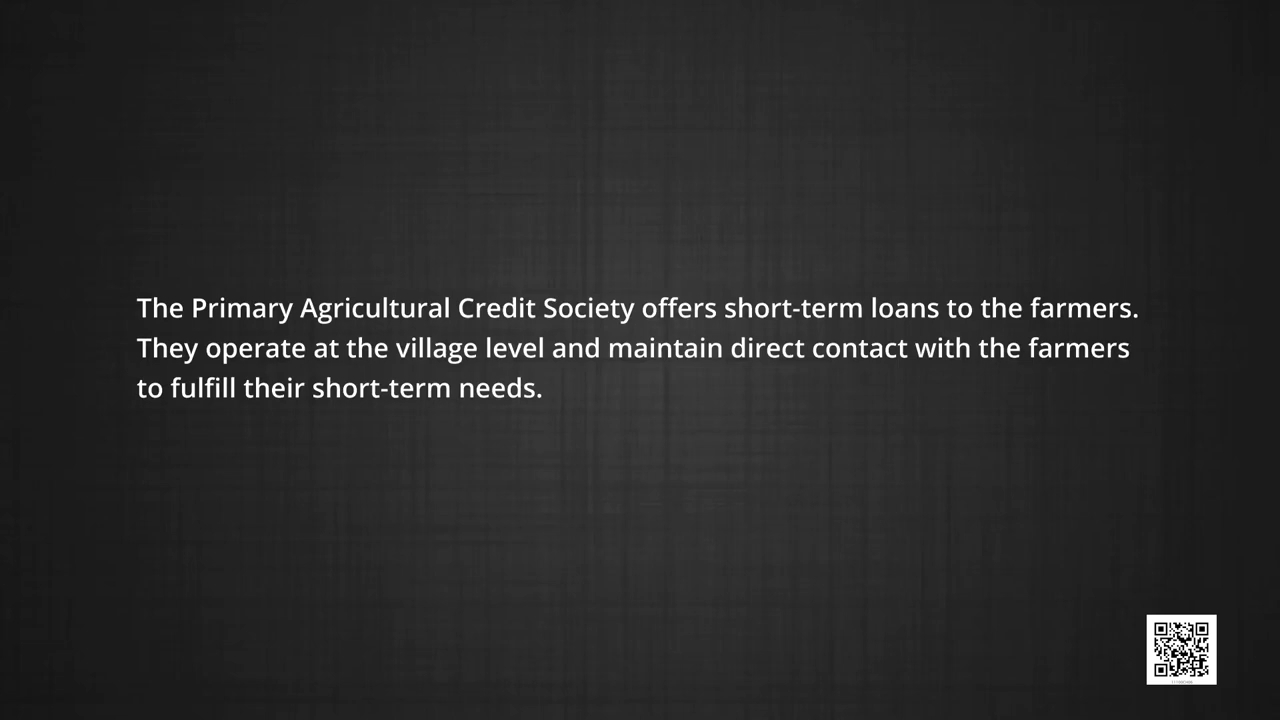 The Primary Agricultural Credit Society offers short-term loans to the farmers.
They operate at the village level and maintain direct contact with the farmers
to fulfill their short-term needs.